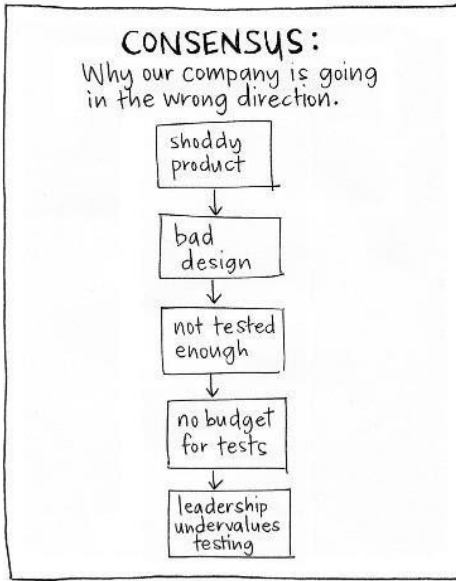 CONSENSUS:
Why our company is going
in the wrong direction.
shoddy
product
bad
design
not tested
enough
no budget
for tests
leadership
undervalues
testing